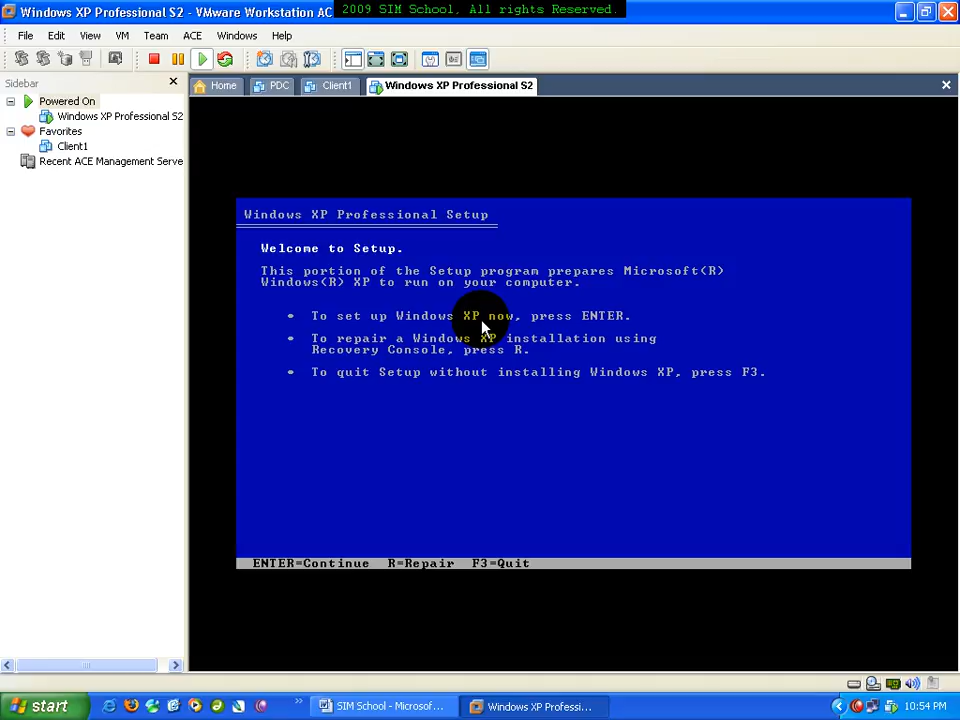 Windows XP Professional S2 - VMware Workstation AC
2009 SIM School. All rights Reserved.
File Edit View VM Team ACE Windows Help
Sidebar
Home PDC Client1 Windows XP Professional S2
Powered On
Windows XP Professional S2
Favorites
Client1
Recent ACE Management Serve
Windows XP Professional Setup
Welcome to Setup.
This portion of the Setup program prepares Microsoft(R)
Windows(R) XP to run on your computer.
• To set up Windows XP now, press ENTER.
• To repair a Windows XP installation using
Recovery Console, press R.
• To quit Setup without installing Windows XP, press F3.
ENTER=Continue R=Repair F3=Quit
start
SIM School - Microsof...
Windows XP Professi...
10:54 PM